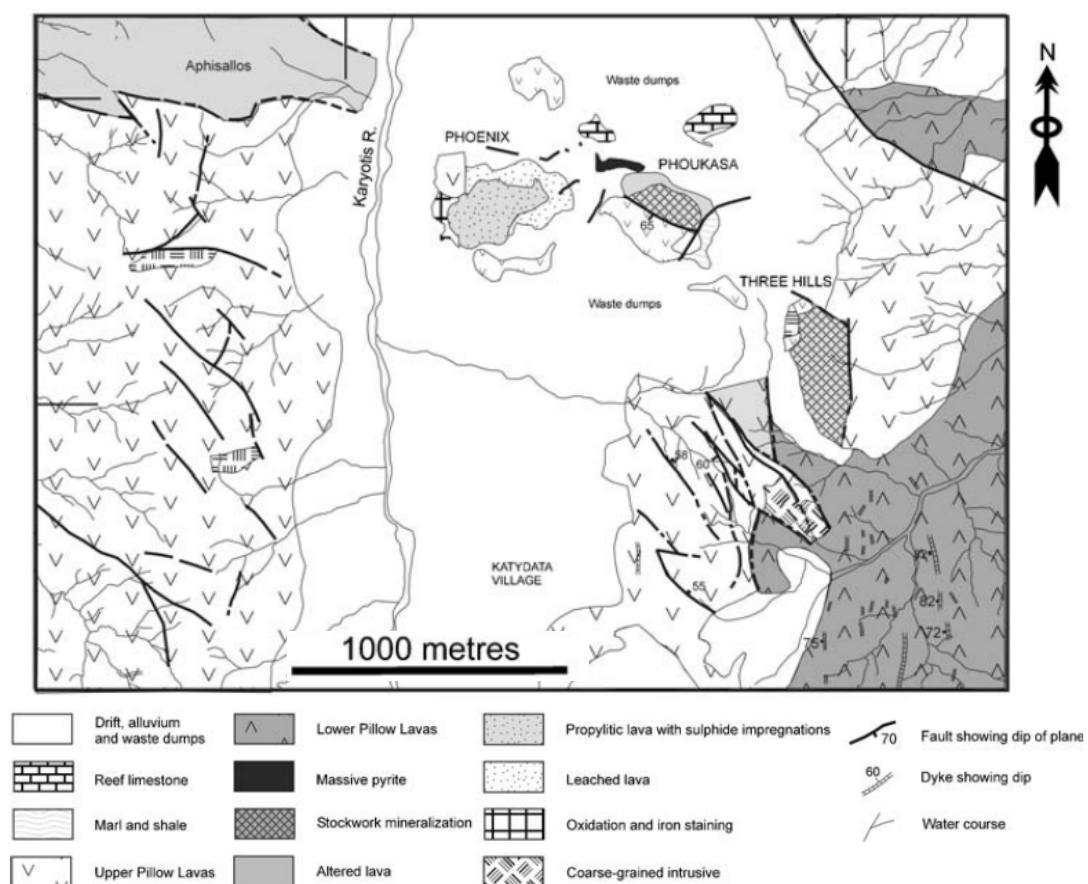 N
Aphisallos
Waste dumps
PHOENIX
PHOUKASA
Karyotis R.
65
THREE HILLS
Waste dumps
58
60
KATYDATA
VILLAGE
55
82
72
75
1000 metres
Drift, alluvium
and waste dumps
Lower Pillow Lavas
Propylitic lava with sulphide impregnations
70
Fault showing dip of plane
Reef limestone
Massive pyrite
Leached lava
60
Dyke showing dip
Marl and shale
Stockwork mineralization
Oxidation and iron staining
Water course
Upper Pillow Lavas
Altered lava
Coarse-grained intrusive